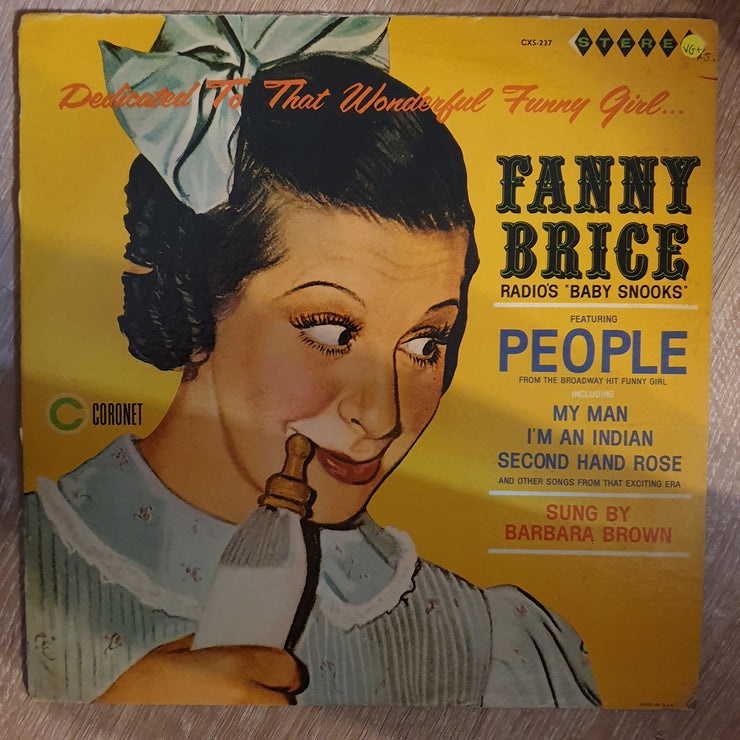 CXS-237
STEREO
VG+
Dedicated To That Wonderful Funny Girl...
FANNY
BRICE
RADIO'S "BABY SNOOKS"
FEATURING
PEOPLE
FROM THE BROADWAY HIT FUNNY GIRL
INCLUDING
MY MAN
I'M AN INDIAN
SECOND HAND ROSE
AND OTHER SONGS FROM THAT EXCITING ERA
SUNG BY
BARBARA BROWN
C CORONET